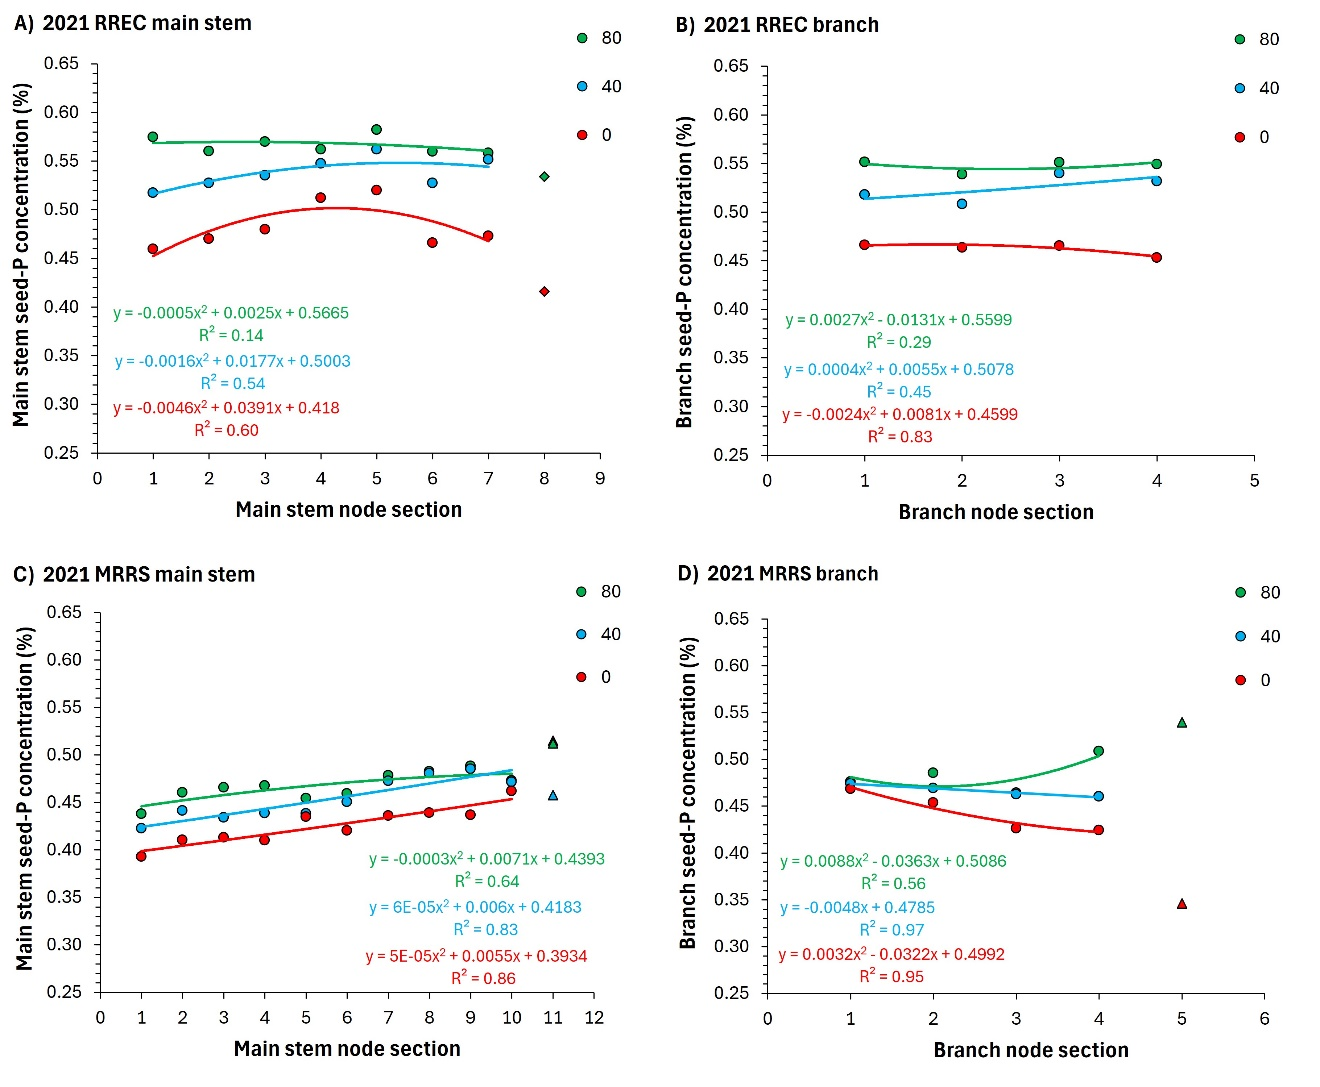 A) 2021 RREC main stem
80
40
0
Main stem seed-P concentration (%)
0.65
0.60
0.55
0.50
0.45
0.40
0.35
0.30
0.25
y = -0.0005x² + 0.0025x + 0.5665
R² = 0.14
y = -0.0016x² + 0.0177x + 0.5003
R² = 0.54
y = -0.0046x² + 0.0391x + 0.418
R² = 0.60
0 1 2 3 4 5 6 7 8 9
Main stem node section
B) 2021 RREC branch
80
40
0
Branch seed-P concentration (%)
0.65
0.60
0.55
0.50
0.45
0.40
0.35
0.30
0.25
y = 0.0027x² - 0.0131x + 0.5599
R² = 0.29
y = 0.0004x² + 0.0055x + 0.5078
R² = 0.45
y = -0.0024x² + 0.0081x + 0.4599
R² = 0.83
0 1 2 3 4 5
Branch node section
C) 2021 MRRS main stem
80
40
0
Main stem seed-P concentration (%)
0.65
0.60
0.55
0.50
0.45
0.40
0.35
0.30
0.25
y = -0.0003x² + 0.0071x + 0.4393
R² = 0.64
y = 6E-05x² + 0.006x + 0.4183
R² = 0.83
y = 5E-05x² + 0.0055x + 0.3934
R² = 0.86
0 1 2 3 4 5 6 7 8 9 10 11 12
Main stem node section
D) 2021 MRRS branch
80
40
0
Branch seed-P concentration (%)
0.65
0.60
0.55
0.50
0.45
0.40
0.35
0.30
0.25
y = 0.0088x² - 0.0363x + 0.5086
R² = 0.56
y = -0.0048x + 0.4785
R² = 0.97
y = 0.0032x² - 0.0322x + 0.4992
R² = 0.95
0 1 2 3 4 5 6
Branch node section